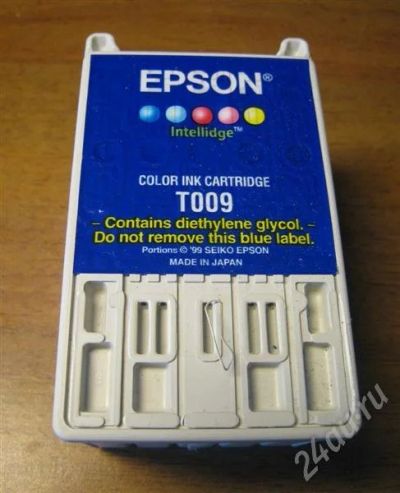 EPSON®
Intellidge™
COLOR INK CARTRIDGE
T009
– Contains diethylene glycol. –
Do not remove this blue label.
Portions © '99 SEIKO EPSON
MADE IN JAPAN
24au.ru